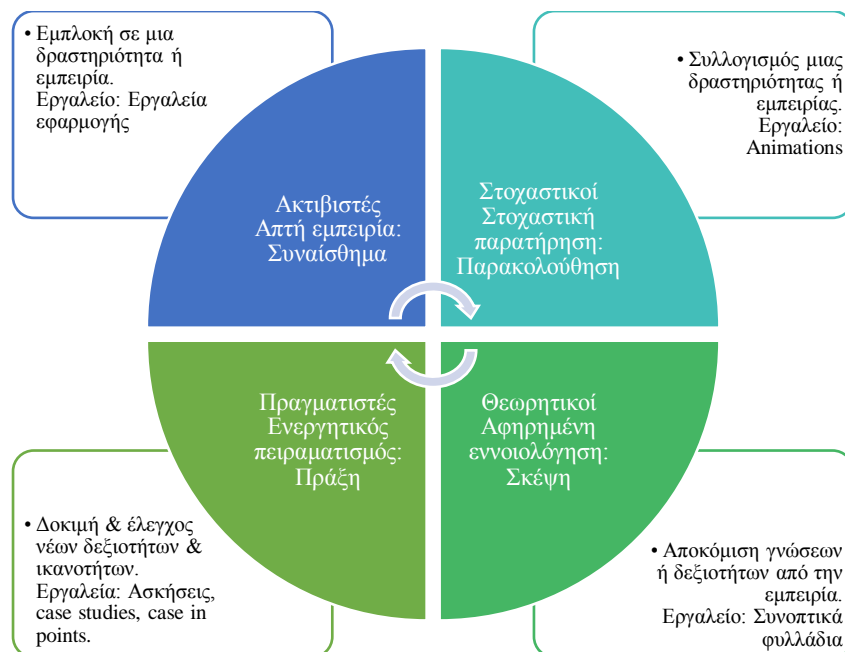 • Εμπλοκή σε μια
δραστηριότητα ή
εμπειρία.
Εργαλείο: Εργαλεία
εφαρμογής
• Συλλογισμός μιας
δραστηριότητας ή
εμπειρίας.
Εργαλείο:
Animations
Ακτιβιστές
Απτή εμπειρία:
Συναίσθημα
Στοχαστικοί
Στοχαστική
παρατήρηση:
Παρακολούθηση
Πραγματιστές
Ενεργητικός
πειραματισμός:
Πράξη
Θεωρητικοί
Αφηρημένη
εννοιολόγηση:
Σκέψη
• Δοκιμή & έλεγχος
νέων δεξιοτήτων &
ικανοτήτων.
Εργαλεία: Ασκήσεις,
case studies, case in
points.
• Αποκόμιση γνώσεων
ή δεξιοτήτων από την
εμπειρία.
Εργαλείο: Συνοπτικά
φυλλάδια